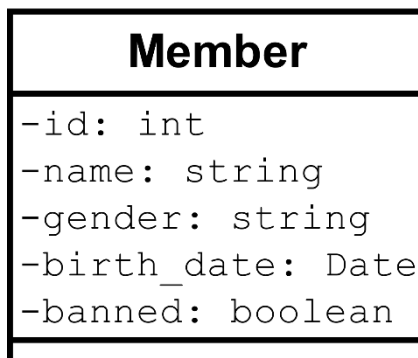 Member
-id: int
-name: string
-gender: string
-birth_date: Date
-banned: boolean